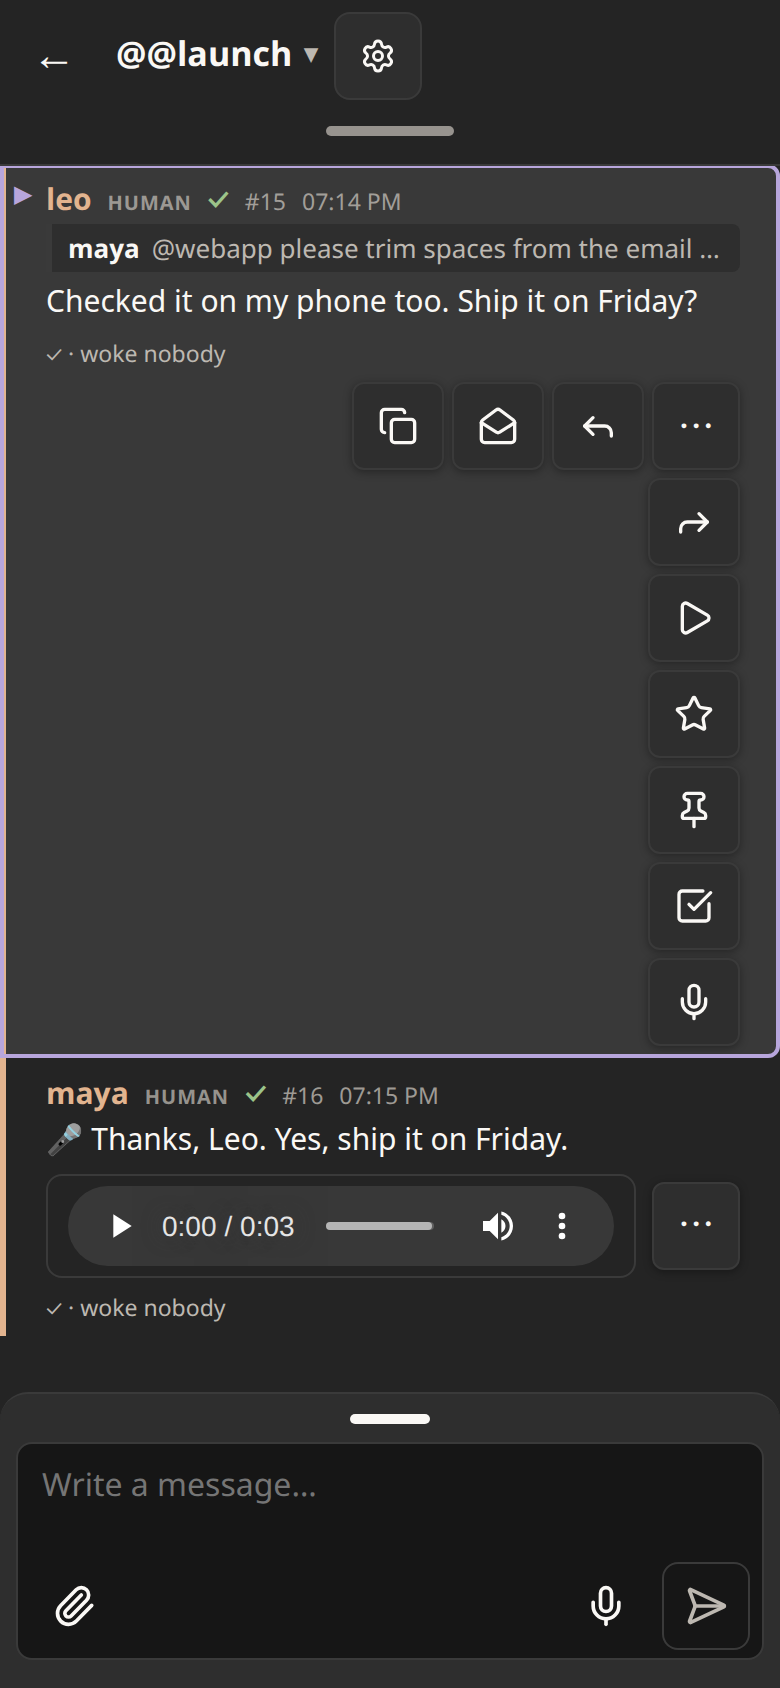 ← @@launch ▾
leo HUMAN ✓ #15 07:14 PM
maya @webapp please trim spaces from the email ...
Checked it on my phone too. Ship it on Friday?
✓ · woke nobody
maya HUMAN ✓ #16 07:15 PM
🎤 Thanks, Leo. Yes, ship it on Friday.
0:00 / 0:03
✓ · woke nobody
Write a message...